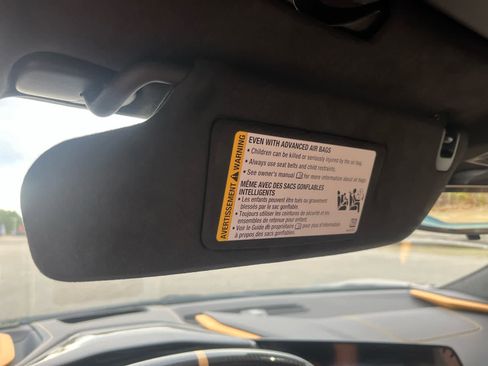 AVERTISSEMENT WARNING
EVEN WITH ADVANCED AIR BAGS
• Children can be killed or seriously injured by the air bag.
• Always use seat belts and child restraints.
• See owner's manual for more information about air bags.
MÊME AVEC DES SACS GONFLABLES
INTELLIGENTS
• Les enfants peuvent être tués ou gravement
blessés par le sac gonflable.
• Toujours utiliser les ceintures de sécurité et les
ensembles de retenue pour enfant.
• Voir le Guide du propriétaire pour plus d'information
à propos des sacs gonflables.